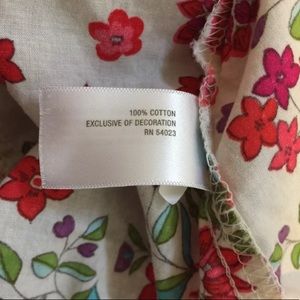 100% COTTON
EXCLUSIVE OF DECORATION
RN 54023